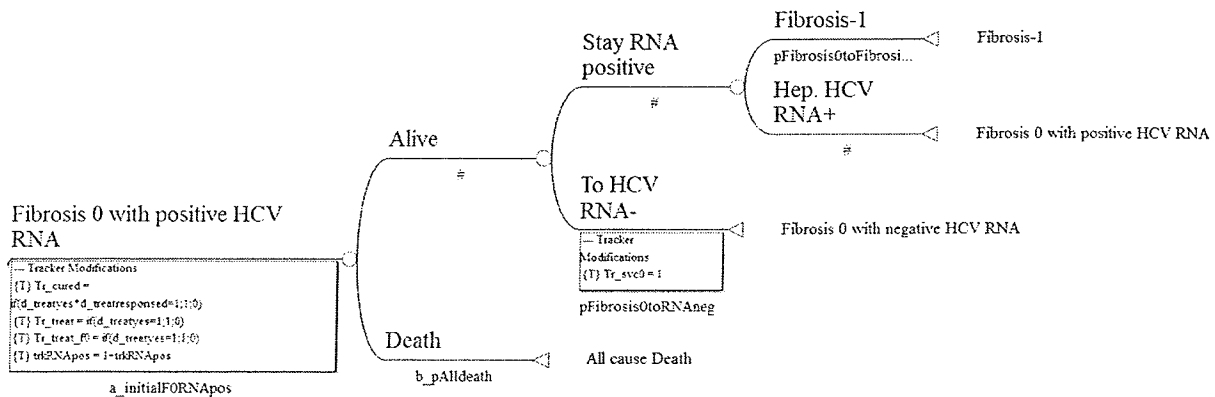 Fibrosis-1
Fibrosis-1
pFibrosis0toFibrosi...
Stay RNA
positive
#
Hep. HCV
RNA+
#
Fibrosis 0 with positive HCV RNA
Alive
#
To HCV
RNA-
Fibrosis 0 with negative HCV RNA
--- Tracker
Modifications
{T} Tr_svc0 = 1
pFibrosis0toRNAneg
Fibrosis 0 with positive HCV
RNA
--- Tracker Modifications
{T} Tr_cured =
if(d_treatyes*d_treatresponsed=1;1;0)
{T} Tr_treat = if(d_treatyes=1;1;0)
{T} Tr_treat_f0 = if(d_treatyes=1;1;0)
{T} trkRNApos = 1+trkRNApos
a_initialF0RNApos
Death
b_pAlldeath
All cause Death